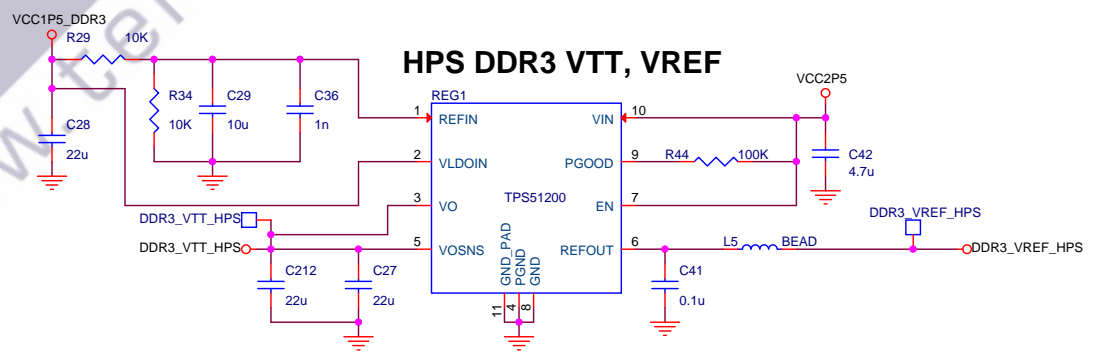 VCC1P5_DDR3
R29 10K
HPS DDR3 VTT, VREF
VCC2P5
R34
10K
C29
10u
C36
1n
C28
22u
REG1
1 REFIN
VIN 10
2 VLDOIN
PGOOD 9
R44 100K
C42
4.7u
3 VO
TPS51200
EN 7
DDR3_VTT_HPS
DDR3_VREF_HPS
DDR3_VTT_HPS
5 VOSNS
REFOUT 6
L5 BEAD
DDR3_VREF_HPS
GND_PAD
PGND
GND
11
4
8
C212
22u
C27
22u
C41
0.1u
w.te